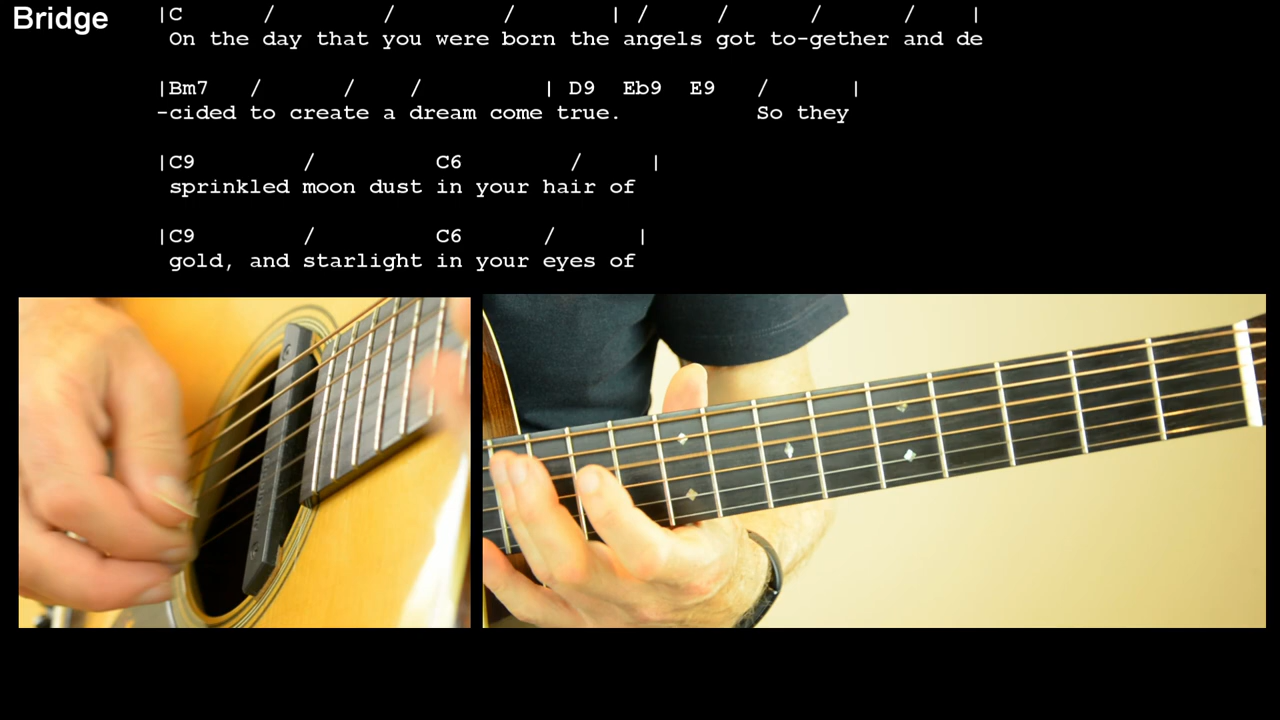 Bridge
|C / / / | / / / / |
On the day that you were born the angels got to-gether and de
|Bm7 / / / | D9 Eb9 E9 / |
-cided to create a dream come true. So they
|C9 / C6 / |
sprinkled moon dust in your hair of
|C9 / C6 / |
gold, and starlight in your eyes of